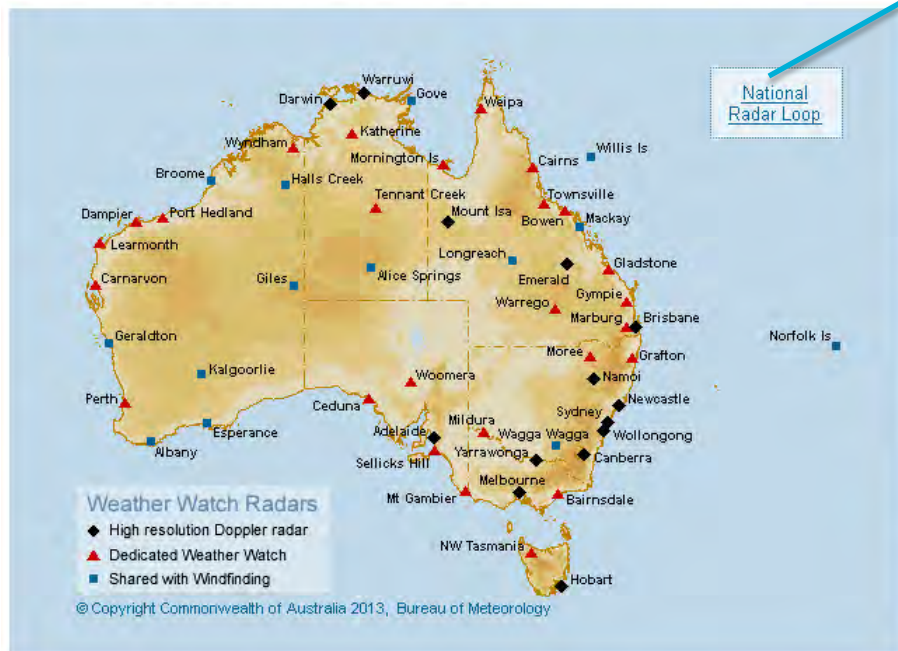 Warruwi
Darwin
Gove
Weipa
National
Radar Loop
Katherine
Wyndham
Mornington Is
Willis Is
Cairns
Broome
Halls Creek
Tennant Creek
Townsville
Dampier
Port Hedland
Mount Isa
Bowen
Mackay
Learmonth
Longreach
Gladstone
Carnarvon
Giles
Alice Springs
Emerald
Gympie
Warrego
Marburg
Brisbane
Geraldton
Norfolk Is
Moree
Grafton
Kalgoorlie
Woomera
Namoi
Perth
Ceduna
Newcastle
Mildura
Sydney
Esperance
Adelaide
Wagga Wagga
Wollongong
Albany
Sellicks Hill
Yarrawonga
Canberra
Melbourne
Mt Gambier
Bairnsdale
Weather Watch Radars
High resolution Doppler radar
Dedicated Weather Watch
NW Tasmania
Shared with Windfinding
Hobart
© Copyright Commonwealth of Australia 2013, Bureau of Meteorology